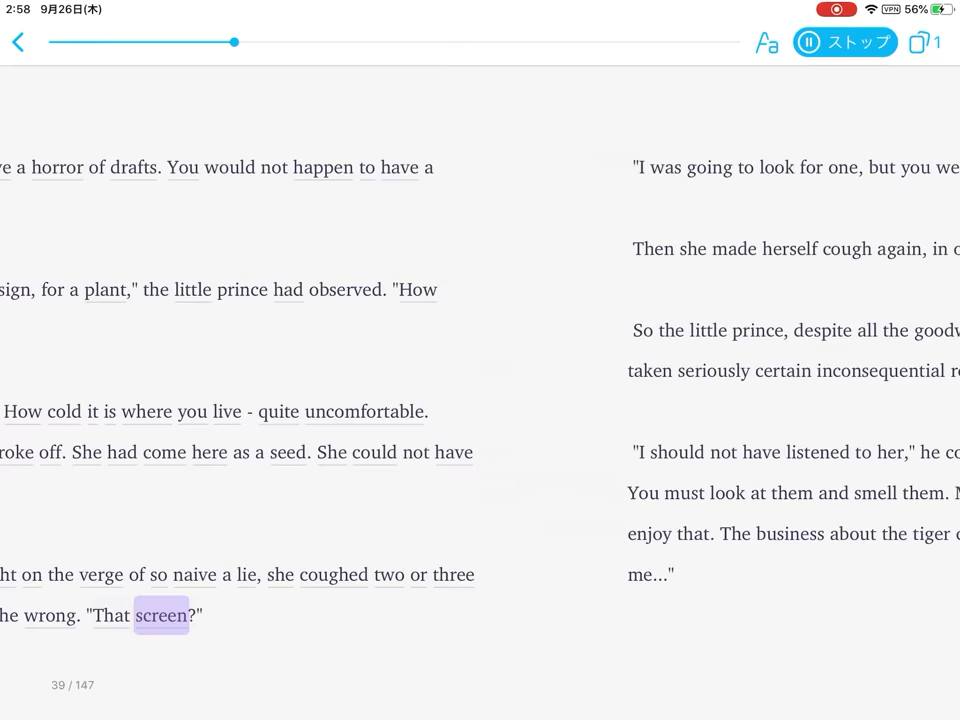 2:58 9月26日(木)
VPN 56%
ああ ストップ 1
a horror of drafts. You would not happen to have a
sign, for a plant," the little prince had observed. "How
How cold it is where you live - quite uncomfortable.
roke off. She had come here as a seed. She could not have
ht on the verge of so naive a lie, she coughed two or three
he wrong. "That screen?"
39 / 147
"I was going to look for one, but you we
Then she made herself cough again, in o
So the little prince, despite all the goodw
taken seriously certain inconsequential re
"I should not have listened to her," he co
You must look at them and smell them. M
enjoy that. The business about the tiger c
me..."